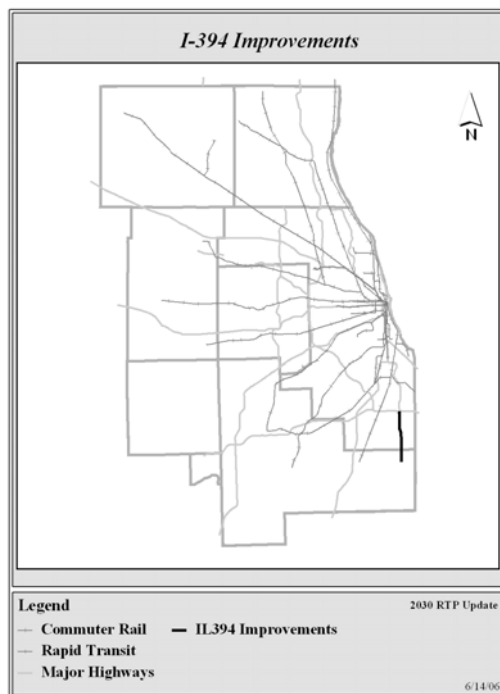 I-394 Improvements
N
Legend
2030 RTP Update
Commuter Rail
IL394 Improvements
Rapid Transit
Major Highways
6/14/06